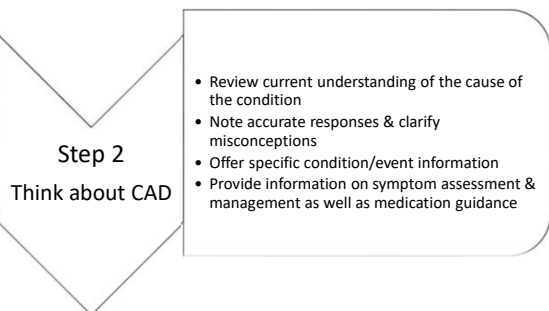 Step 2
Think about CAD
• Review current understanding of the cause of
the condition
• Note accurate responses & clarify
misconceptions
• Offer specific condition/event information
• Provide information on symptom assessment &
management as well as medication guidance